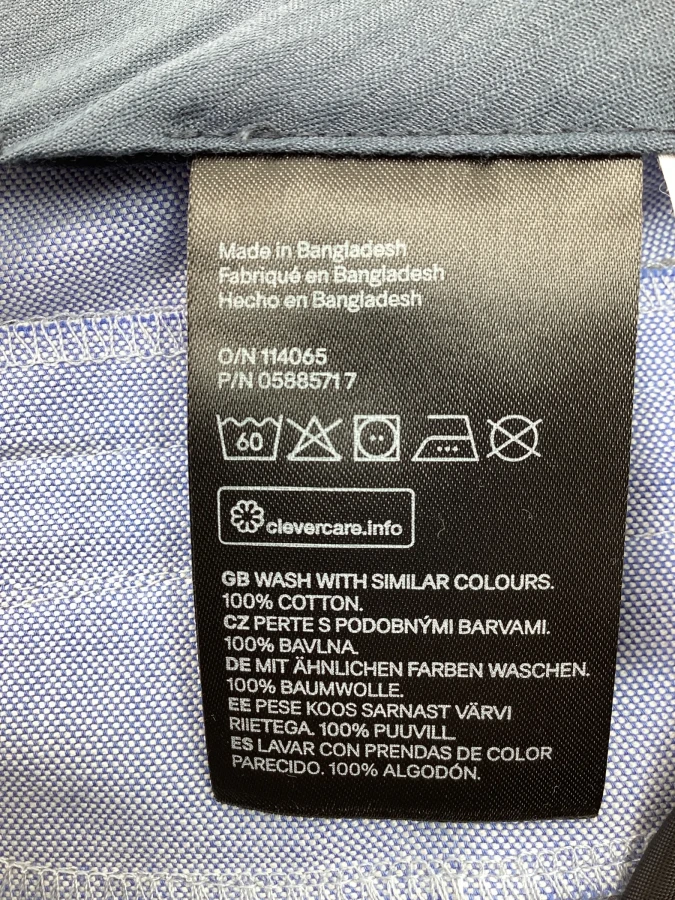 Made in Bangladesh
Fabriqué en Bangladesh
Hecho en Bangladesh
O/N 114065
P/N 05885717
60
clevercare.info
GB WASH WITH SIMILAR COLOURS.
100% COTTON.
CZ PERTE S PODOBNÝMI BARVAMI.
100% BAVLNA.
DE MIT ÄHNLICHEN FARBEN WASCHEN.
100% BAUMWOLLE.
EE PESE KOOS SARNAST VÄRVI
RIIETEGA. 100% PUUVILL.
ES LAVAR CON PRENDAS DE COLOR
PARECIDO. 100% ALGODÓN.